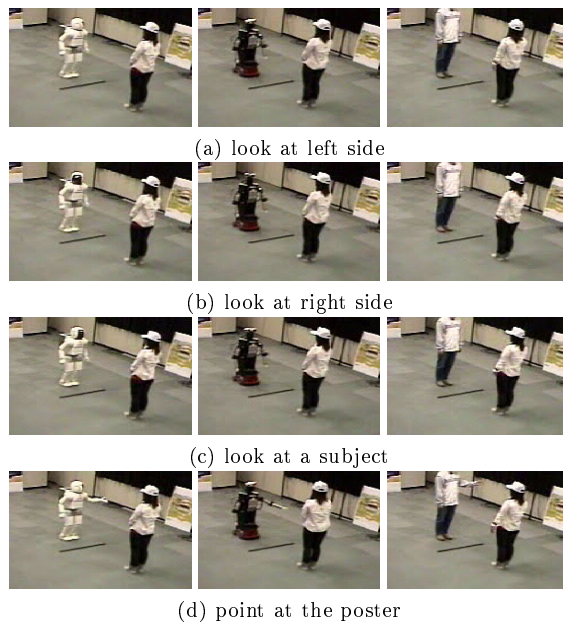 (a) look at left side
(b) look at right side
(c) look at a subject
(d) point at the poster